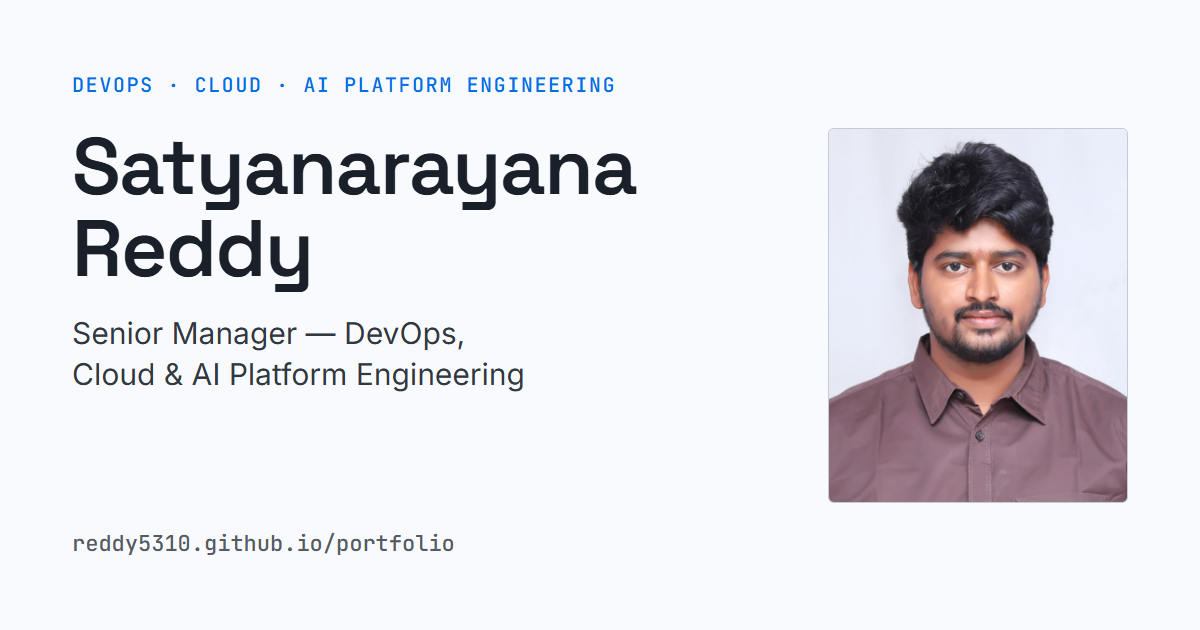 DEVOPS · CLOUD · AI PLATFORM ENGINEERING
Satyanarayana
Reddy
Senior Manager — DevOps,
Cloud & AI Platform Engineering
reddy5310.github.io/portfolio